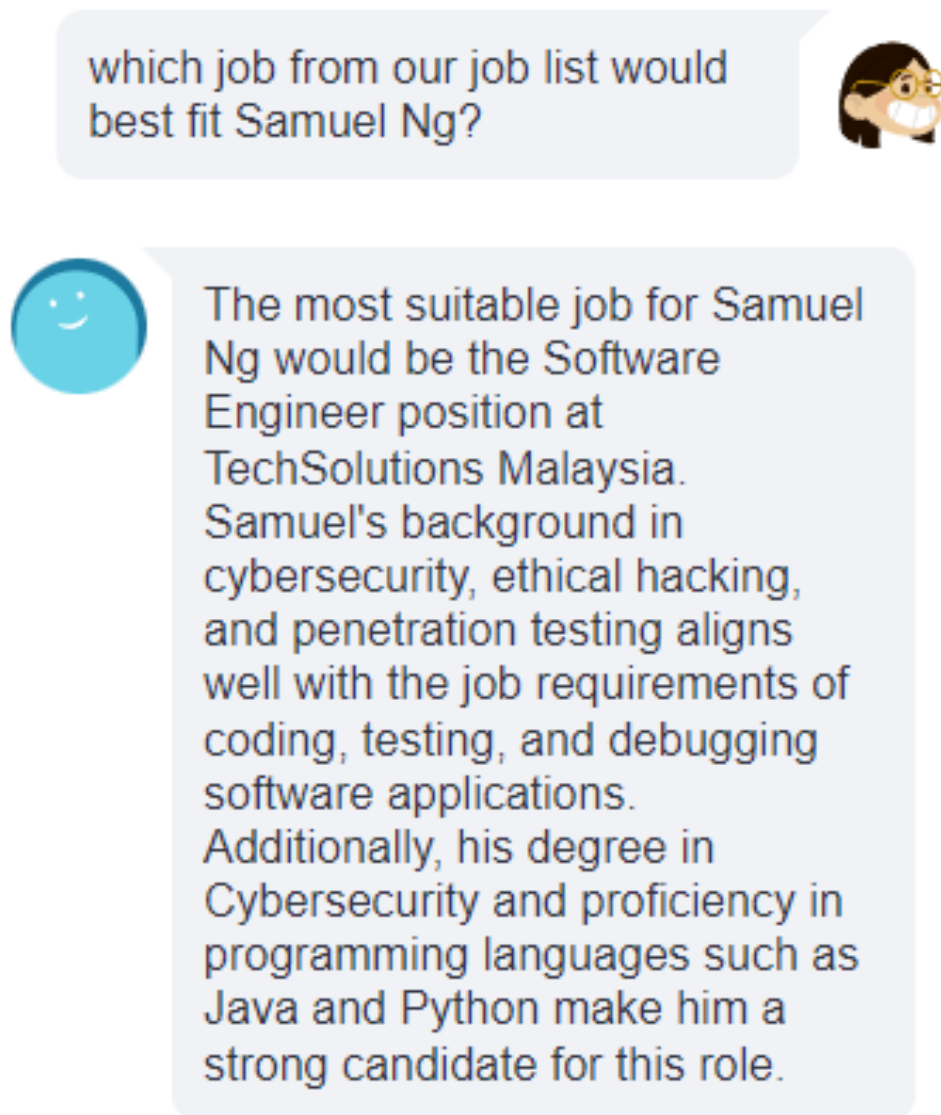 which job from our job list would
best fit Samuel Ng?
The most suitable job for Samuel
Ng would be the Software
Engineer position at
TechSolutions Malaysia.
Samuel's background in
cybersecurity, ethical hacking,
and penetration testing aligns
well with the job requirements of
coding, testing, and debugging
software applications.
Additionally, his degree in
Cybersecurity and proficiency in
programming languages such as
Java and Python make him a
strong candidate for this role.